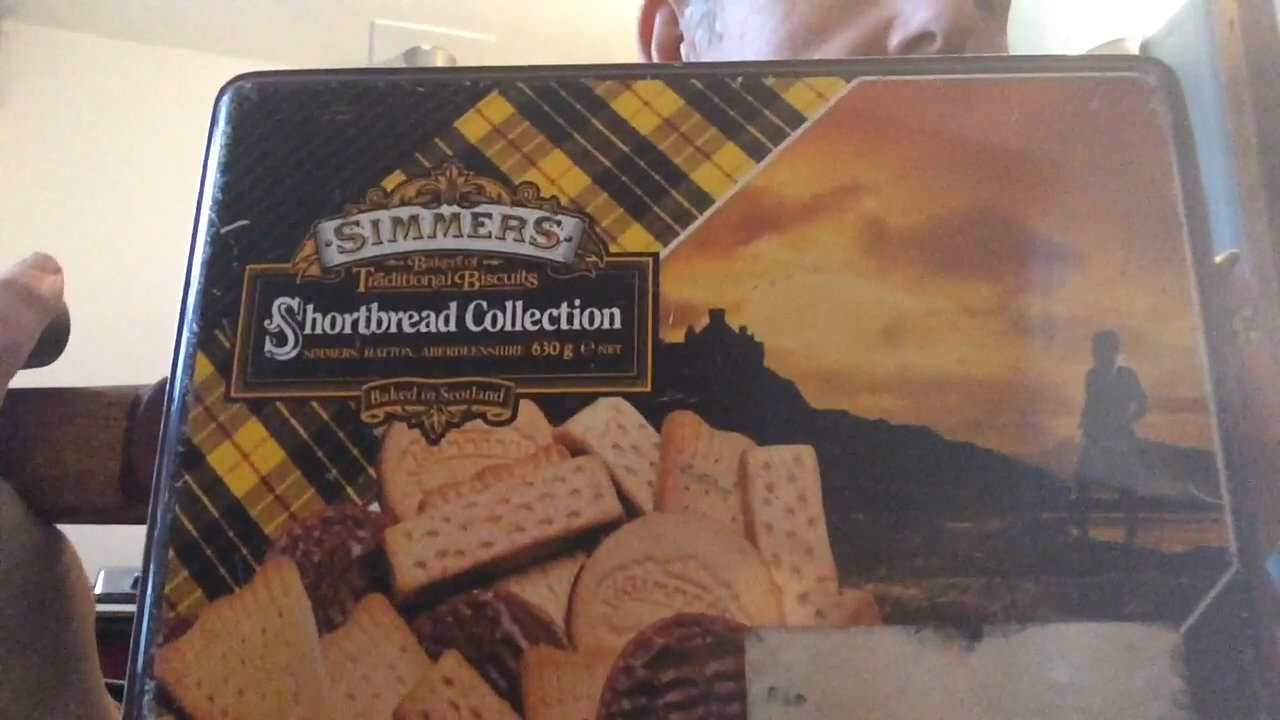 SIMMERS
Bakers of
Traditional Biscuits
Shortbread Collection
SIMMERS, HATTON, ABERDEENSHIRE 630 g ℮ NET
Baked in Scotland